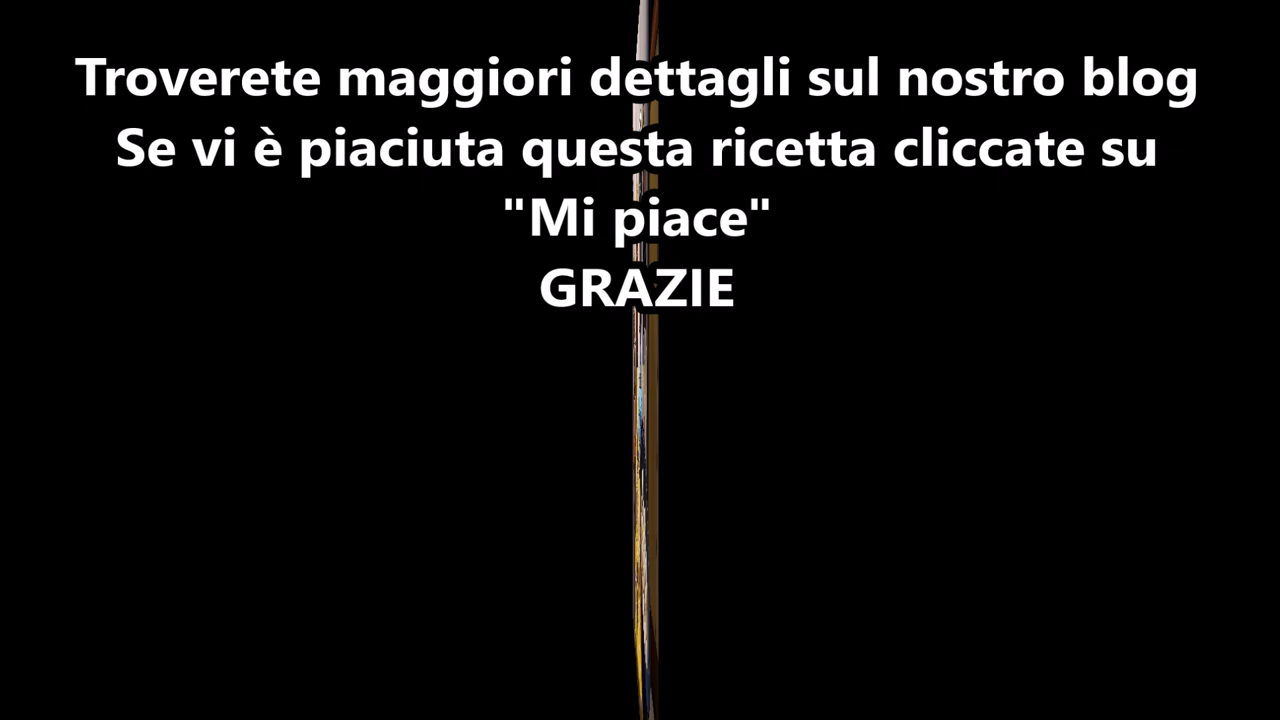 Troverete maggiori dettagli sul nostro blog
Se vi è piaciuta questa ricetta cliccate su
"Mi piace"
GRAZIE